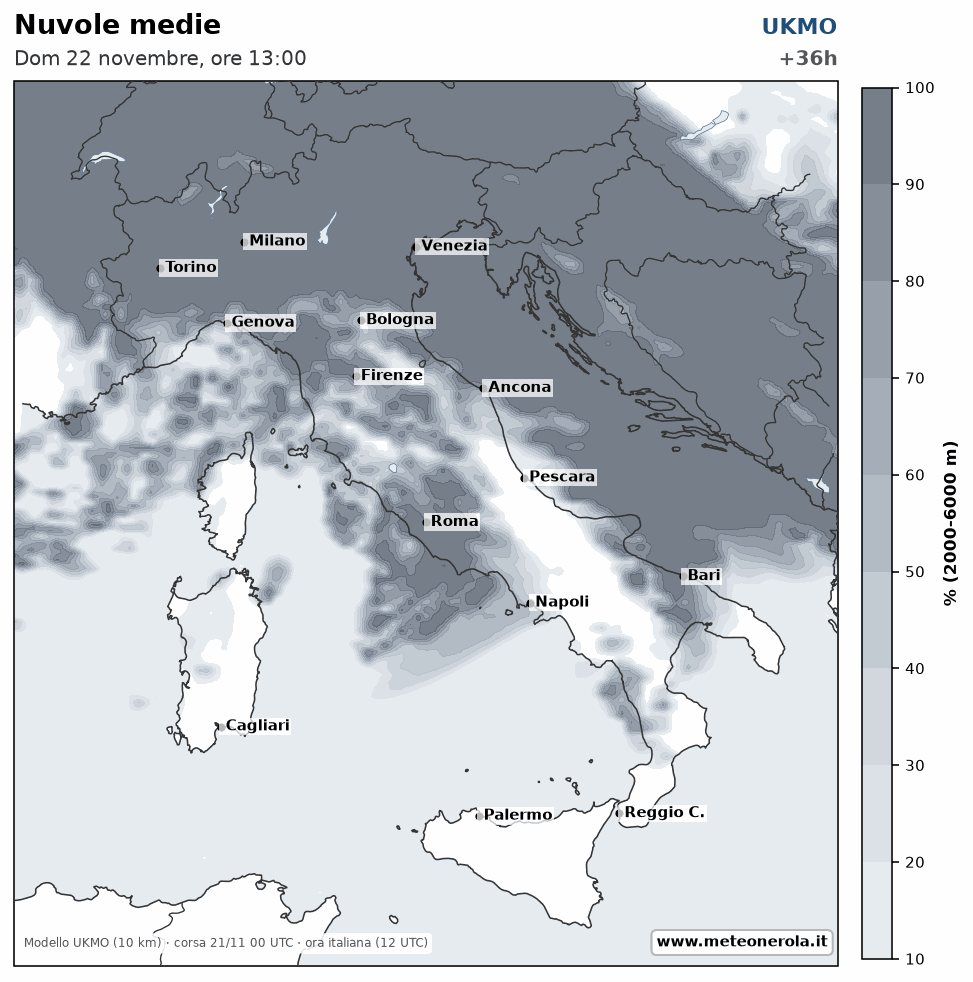 Nuvole medie
UKMO
Dom 22 novembre, ore 13:00
+36h
Milano
Venezia
Torino
Genova
Bologna
Firenze
Ancona
Pescara
Roma
Bari
Napoli
Cagliari
Palermo
Reggio C.
Modello UKMO (10 km) · corsa 21/11 00 UTC · ora italiana (12 UTC)
www.meteonerola.it
100
90
80
70
60
50
40
30
20
10
% (2000-6000 m)